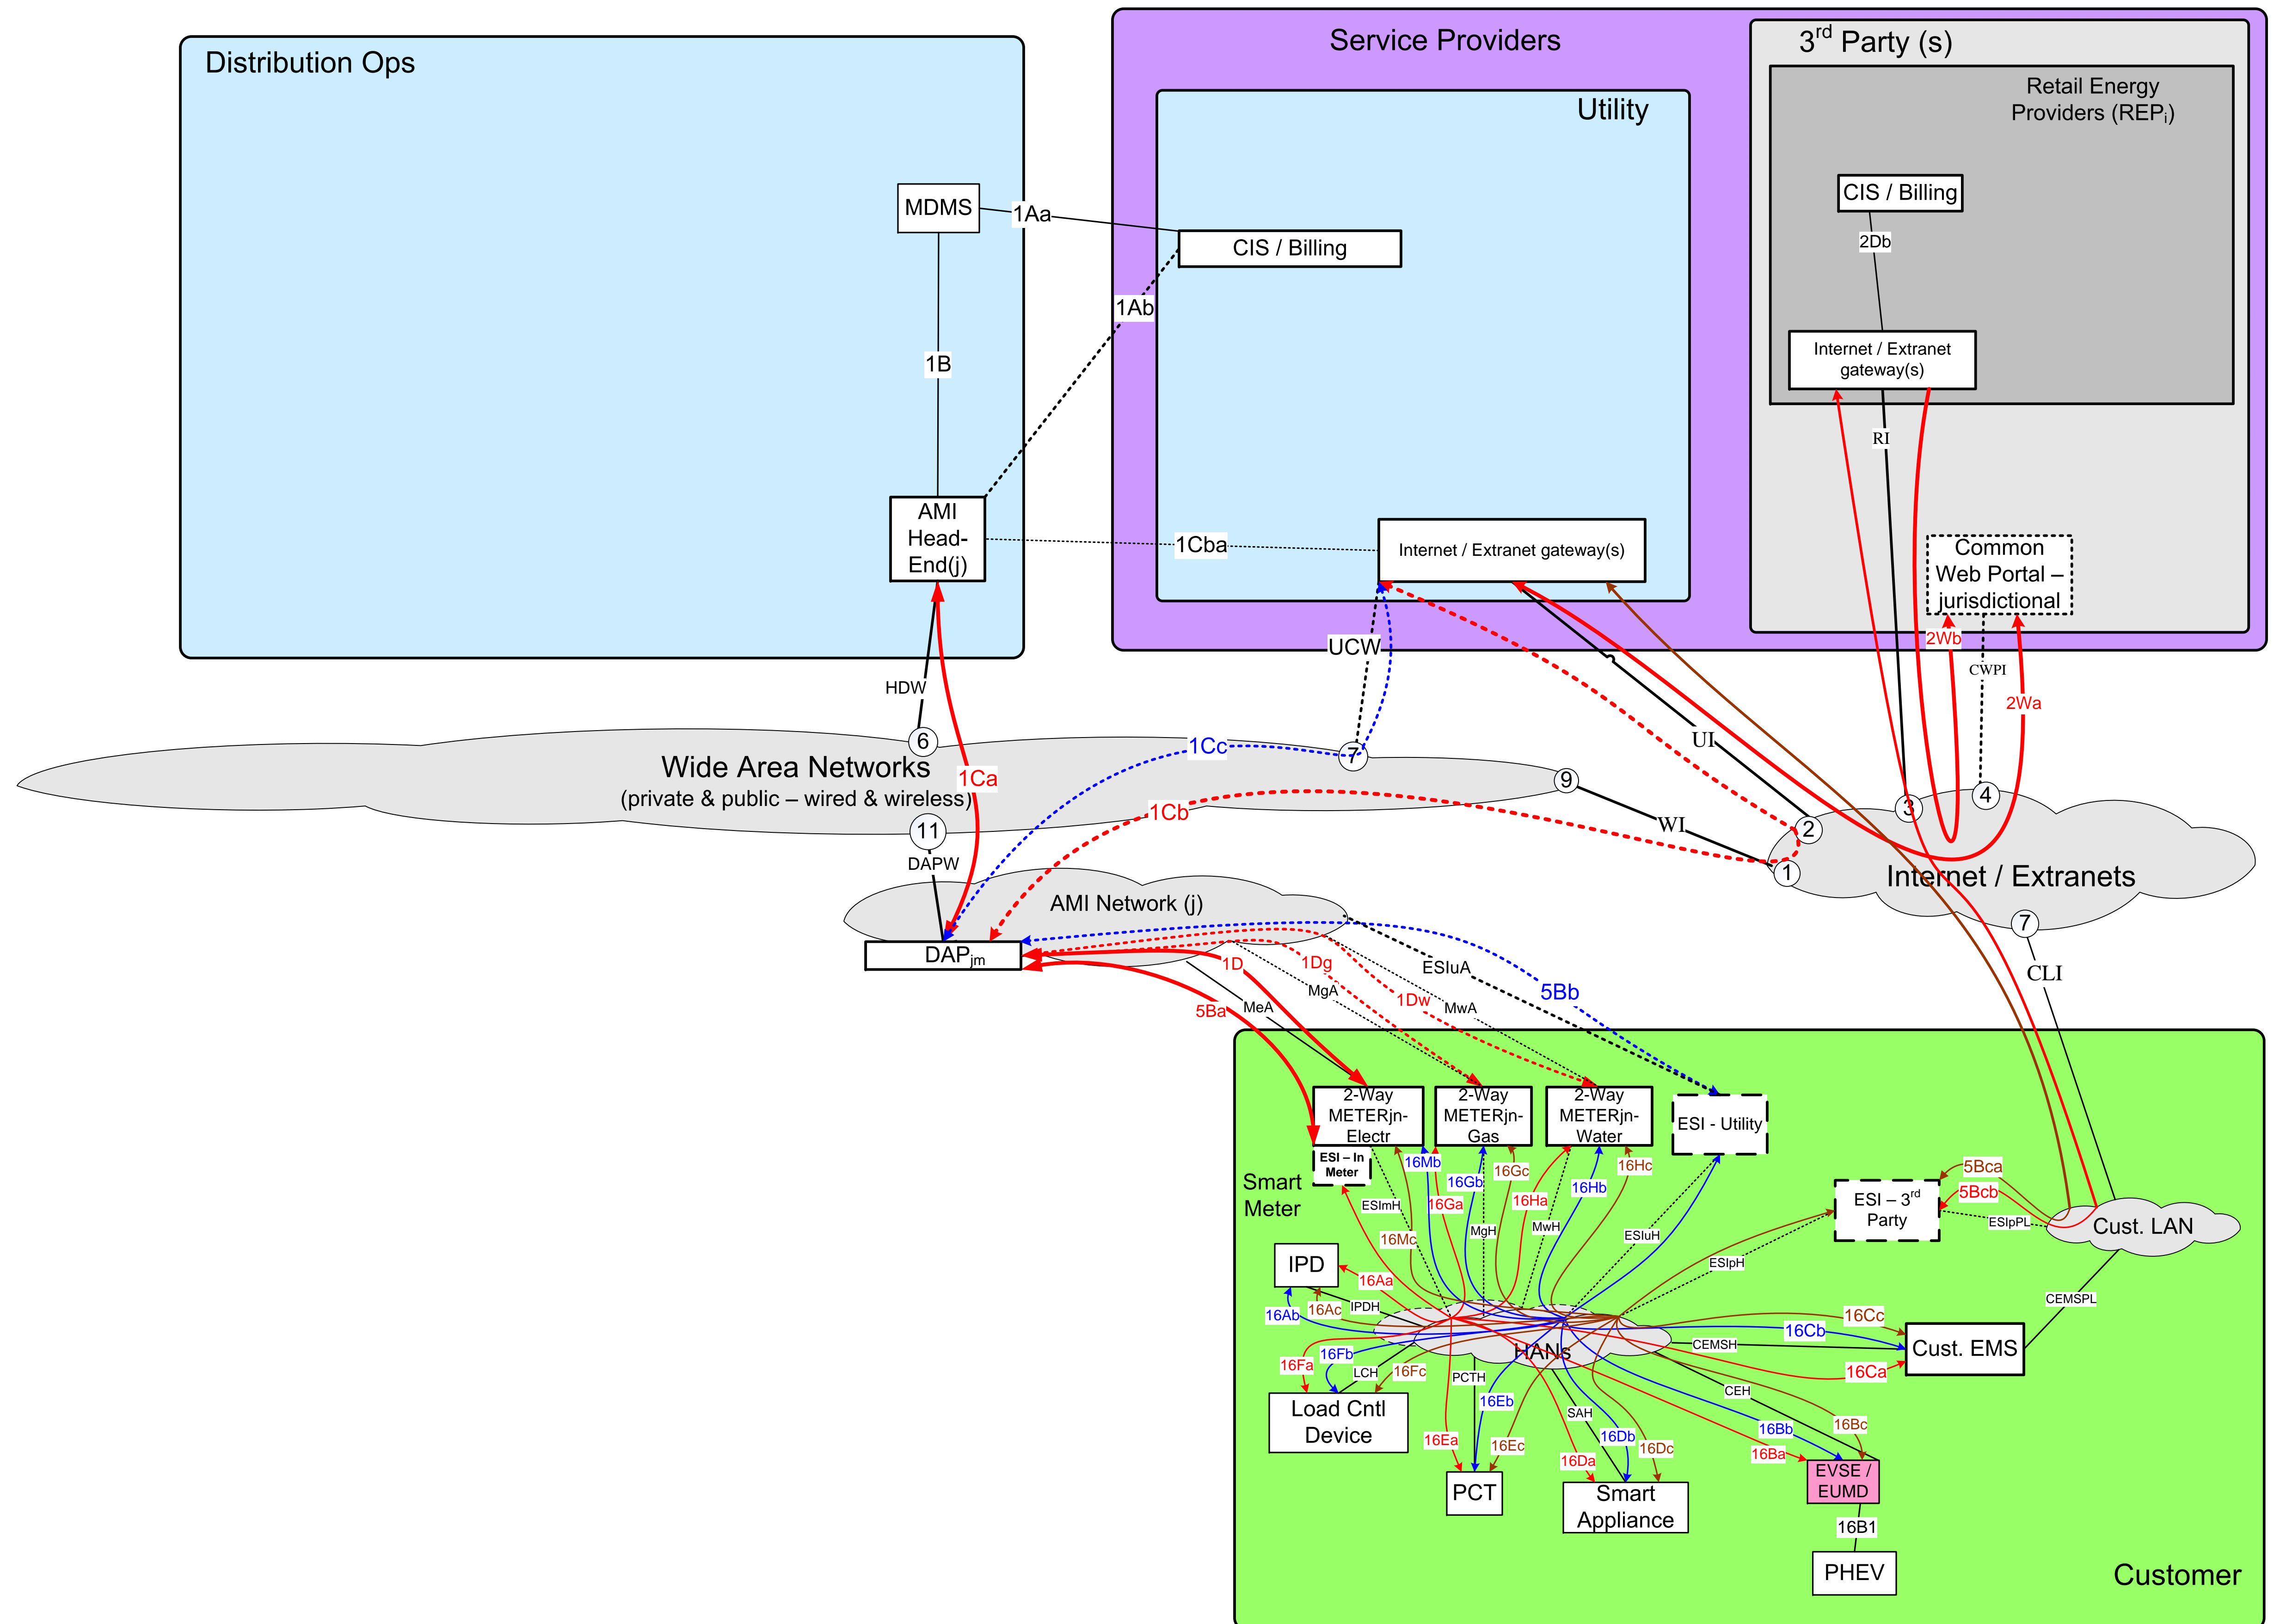 Distribution Ops
Service Providers
3rd Party (s)
Retail Energy
Providers (REPi)
Utility
MDMS
1Aa
CIS / Billing
CIS / Billing
2Db
1Ab
1B
Internet / Extranet
gateway(s)
RI
AMI
Head-
End(j)
1Cba
Internet / Extranet gateway(s)
Common
Web Portal –
jurisdictional
UCW
2Wb
CWPI
2Wa
HDW
6
1Cc
7
UI
Wide Area Networks
(private & public – wired & wireless)
1Ca
9
1Cb
WI
3
4
2
1
11
DAPW
Internet / Extranets
AMI Network (j)
7
DAPjm
1D
1Dg
ESIuA
CLI
5Ba
MeA
MgA
1Dw
MwA
5Bb
2-Way
METERjn-
Electr
2-Way
METERjn-
Gas
2-Way
METERjn-
Water
ESI - Utility
ESI – In
Meter
16Mb
16Gb
16Gc
16Hc
16Hb
Smart
Meter
ESImH
16Ga
16Ha
5Bca
5Bcb
ESI – 3rd
Party
ESIpPL
Cust. LAN
16Mc
MgH
MwH
ESIuH
ESIpH
IPD
16Aa
IPDH
16Ab
16Ac
CEMSPL
16Cc
16Cb
CEMSH
Cust. EMS
16Ca
HANs
16Fa
16Fb
LCH
16Fc
PCTH
16Eb
CEH
Load Cntl
Device
SAH
16Ea
16Ec
16Db
16Dc
16Da
16Bb
16Bc
16Ba
EVSE /
EUMD
PCT
Smart
Appliance
16B1
PHEV
Customer